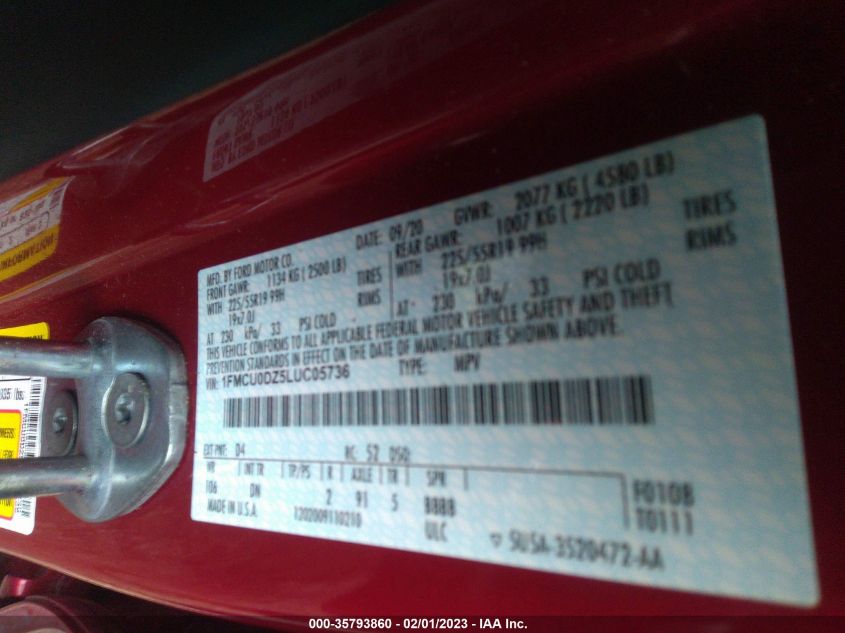 MFD. BY FORD MOTOR CO. DATE: 09/20 GVWR: 2077 KG ( 4580 LB)
FRONT GAWR: 1134 KG ( 2500 LB) REAR GAWR: 1007 KG ( 2220 LB)
WITH 225/55R19 99H TIRES WITH 225/55R19 99H TIRES
19x7.0J RIMS 19x7.0J RIMS
AT 230 kPa/ 33 PSI COLD AT 230 kPa/ 33 PSI COLD
THIS VEHICLE CONFORMS TO ALL APPLICABLE FEDERAL MOTOR VEHICLE SAFETY AND THEFT
PREVENTION STANDARDS IN EFFECT ON THE DATE OF MANUFACTURE SHOWN ABOVE.
VIN: 1FMCU0DZ5LUC05736 TYPE: MPV
EXT PNT: D4 RC: 52 DSO:
WB INT TR TP/PS R AXLE TR SPR
106 DN 2 91 5 8888
MADE IN U.S.A. 1202009110210 ULC
F0108
T0111
5U5A-3520472-AA
000-35793860 - 02/01/2023 - IAA Inc.